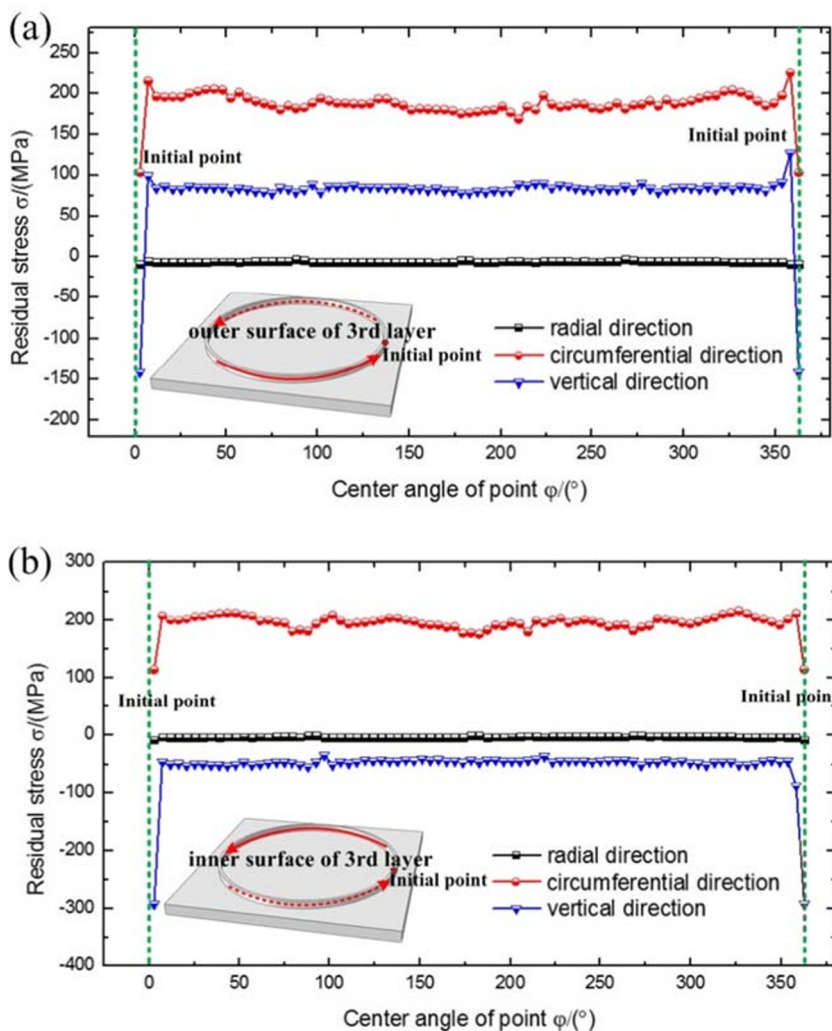 (a)
250
200
150
100
50
0
-50
-100
-150
-200
Residual stress σ/(MPa)
Initial point
Initial point
outer surface of 3rd layer
Initial point
radial direction
circumferential direction
vertical direction
0
50
100
150
200
250
300
350
Center angle of point φ/(°)
(b)
300
200
100
0
-100
-200
-300
-400
Residual stress σ/(MPa)
Initial point
Initial poin
inner surface of 3rd layer
Initial point
radial direction
circumferential direction
vertical direction
0
50
100
150
200
250
300
350
Center angle of point φ/(°)